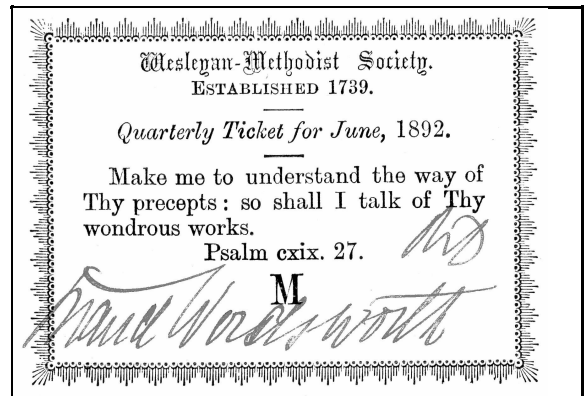 Wesleyan-Methodist Society.
ESTABLISHED 1739.
Quarterly Ticket for June, 1892.
Make me to understand the way of
Thy precepts: so shall I talk of Thy
wondrous works.
Psalm cxix. 27.
M
Wordsworth